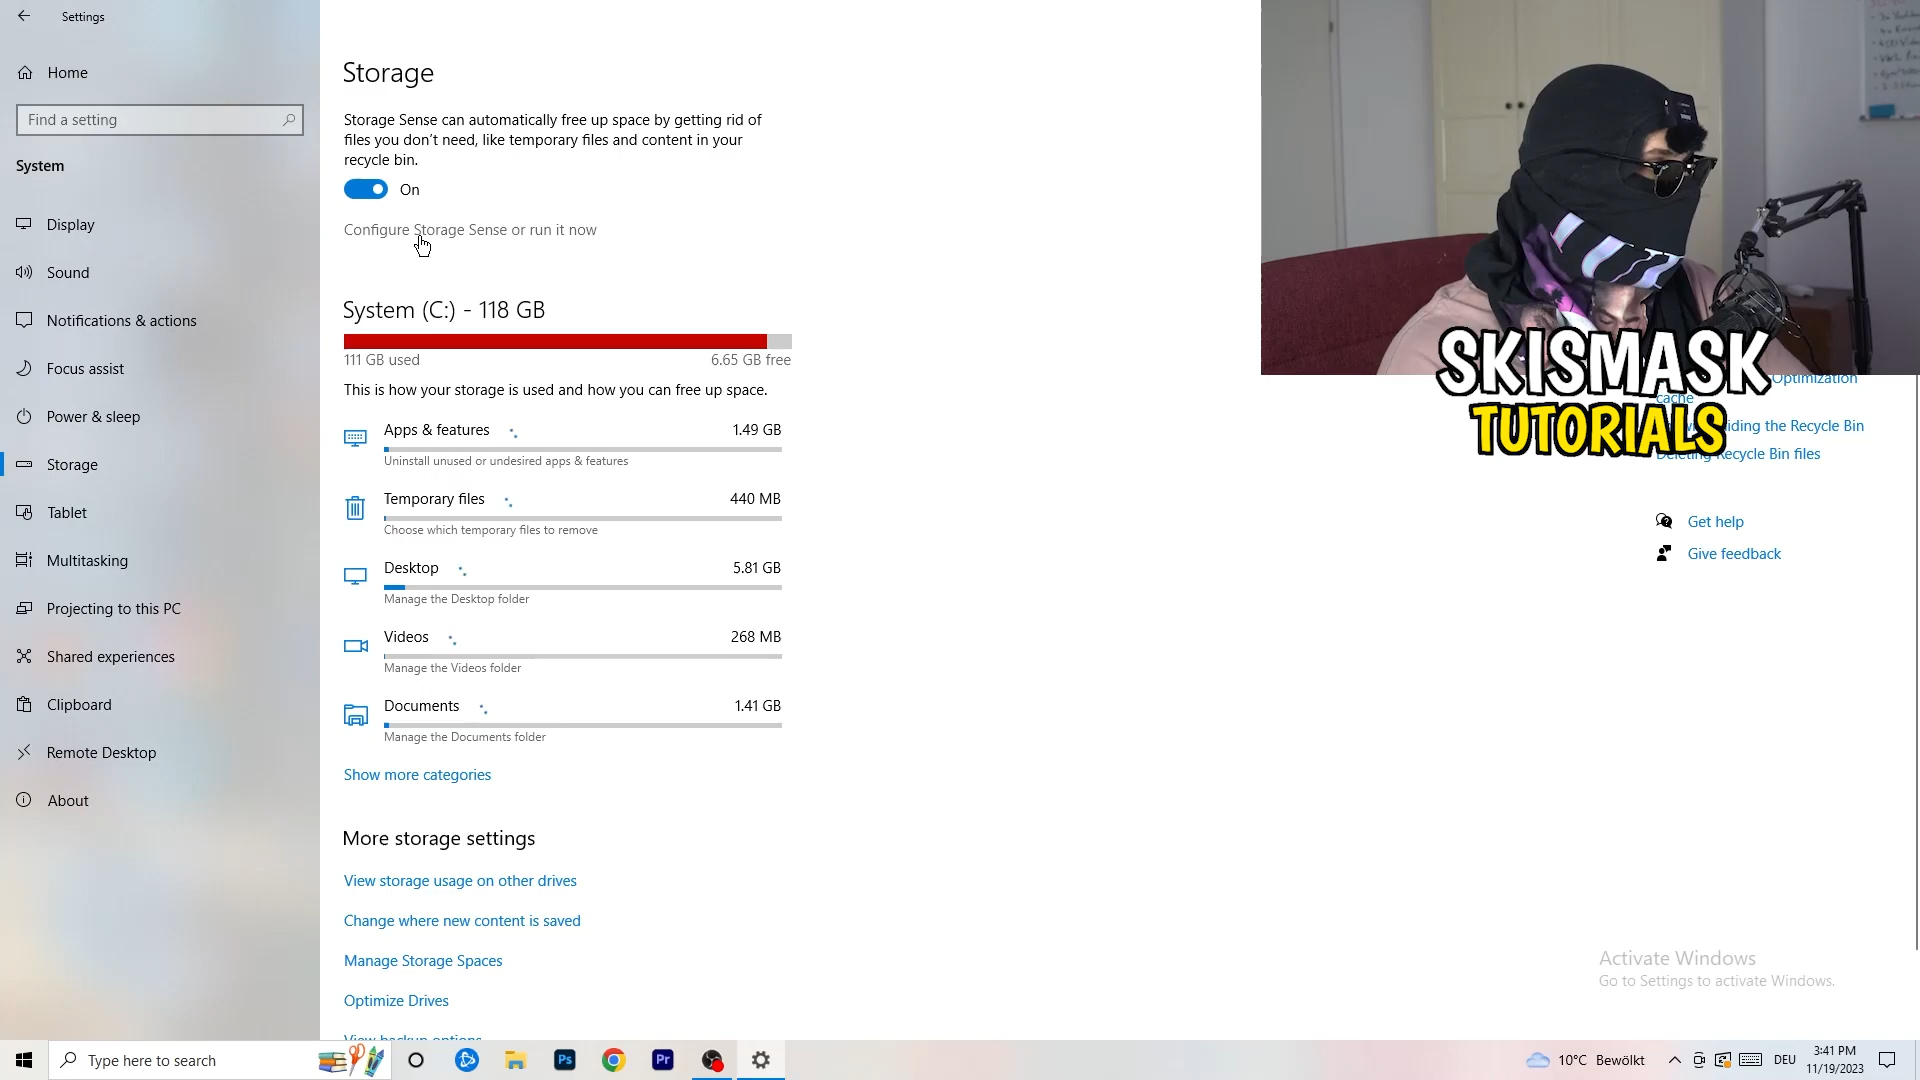 Settings
Home
Find a setting
System
Display
Sound
Notifications & actions
Focus assist
Power & sleep
Storage
Tablet
Multitasking
Projecting to this PC
Shared experiences
Clipboard
Remote Desktop
About
Storage
Storage Sense can automatically free up space by getting rid of
files you don't need, like temporary files and content in your
recycle bin.
On
Configure Storage Sense or run it now
System (C:) - 118 GB
111 GB used
6.65 GB free
This is how your storage is used and how you can free up space.
Apps & features
1.49 GB
Uninstall unused or undesired apps & features
Temporary files
440 MB
Choose which temporary files to remove
Desktop
5.81 GB
Manage the Desktop folder
Videos
268 MB
Manage the Videos folder
Documents
1.41 GB
Manage the Documents folder
Show more categories
More storage settings
View storage usage on other drives
Change where new content is saved
Manage Storage Spaces
Optimize Drives
View backup options
SKISMASK
TUTORIALS
Optimization
cache
the Recycle Bin
Deleting Recycle Bin files
Get help
Give feedback
Activate Windows
Go to Settings to activate Windows.
Type here to search
Ps
Pr
10°C Bewölkt
DEU
3:41 PM
11/19/2023